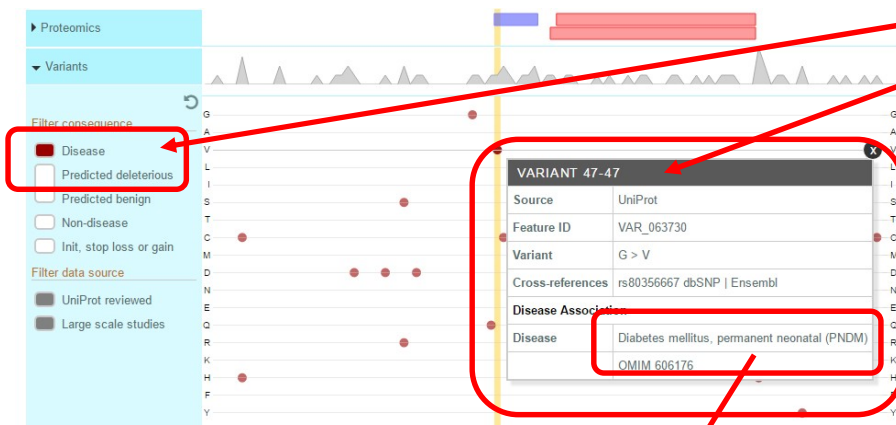 Proteomics
Variants
Filter consequence
Disease
Predicted deleterious
Predicted benign
Non-disease
Init, stop loss or gain
Filter data source
UniProt reviewed
Large scale studies
G
A
V
L
I
S
T
C
M
D
N
E
Q
R
K
H
F
Y
X
VARIANT 47-47
Source UniProt
Feature ID VAR_063730
Variant G > V
Cross-references rs80356667 dbSNP | Ensembl
Disease Association
Disease Diabetes mellitus, permanent neonatal (PNDM)
OMIM 606176
G
A
V
L
I
S
T
C
M
D
N
E
Q
R
K
H
Y